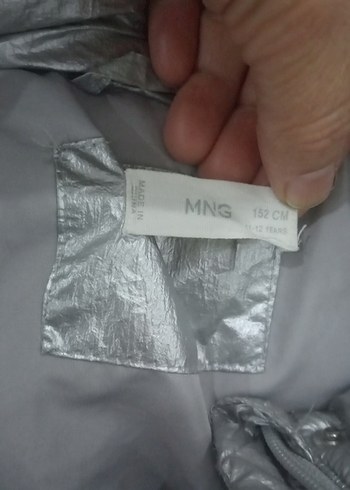 MADE IN
MNG
152 CM
11-12 YEARS